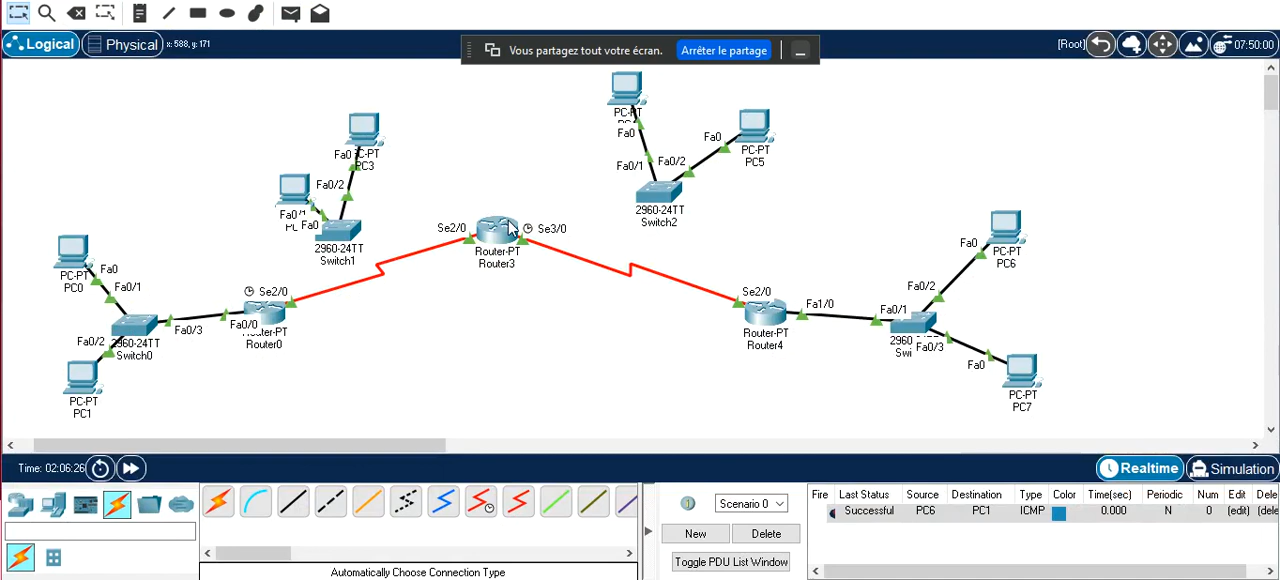 Logical
Physical
x: 588, y: 171
Vous partagez tout votre écran.
Arrêter le partage
[Root]
07:50:00
PC-PT
Fa0
Fa0/1
Fa0/2
Fa0
PC-PT
PC5
2960-24TT
Switch2
Fa0
PC-PT
PC3
Fa0/2
Fa0
2960-24TT
Switch1
Se2/0
Se3/0
Router-PT
Router3
Fa0
PC-PT
PC6
PC-PT
PC0
Fa0
Fa0/1
Fa0/3
Fa0/2
2960-24TT
Switch0
PC-PT
PC1
Se2/0
Fa0/0
Router-PT
Router0
Se2/0
Fa1/0
Router-PT
Router4
Fa0/2
Fa0/1
2960
Swi
Fa0/3
Fa0
PC-PT
PC7
Time: 02:06:26
Realtime
Simulation
Scenario 0
New
Delete
Toggle PDU List Window
Automatically Choose Connection Type
Fire Last Status Source Destination Type Color Time(sec) Periodic Num Edit Dele
Successful PC6 PC1 ICMP 0.000 N 0 (edit) (dele